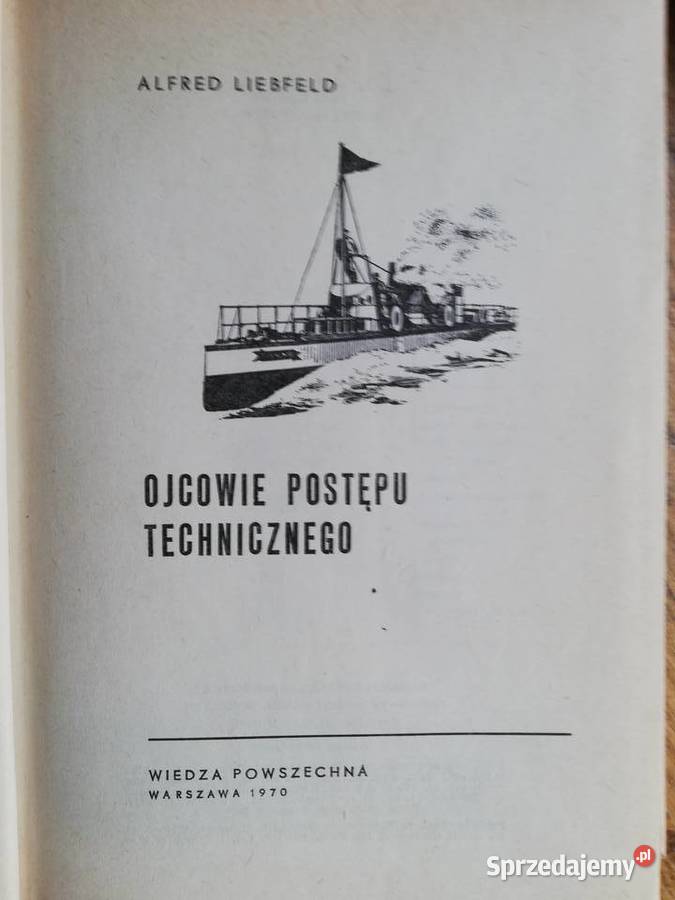 ALFRED LIEBFELD
OJCOWIE POSTĘPU
TECHNICZNEGO
WIEDZA POWSZECHNA
WARSZAWA 1970
Sprzedajemy.pl